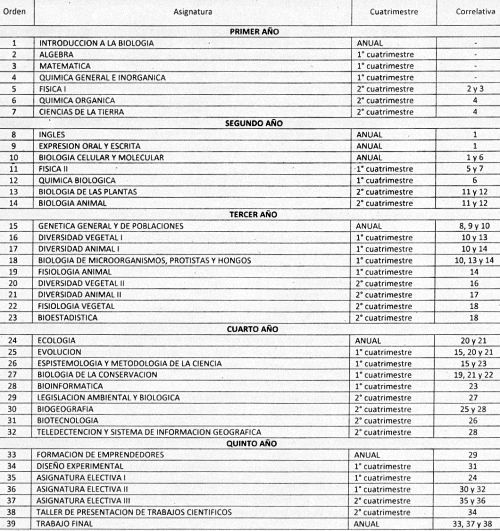 Orden Asignatura Cuatrimestre Correlativa
PRIMER AÑO
1 INTRODUCCION A LA BIOLOGIA ANUAL -
2 ALGEBRA 1° cuatrimestre -
3 MATEMATICA 1° cuatrimestre -
4 QUIMICA GENERAL E INORGANICA 1° cuatrimestre -
5 FISICA I 2° cuatrimestre 2 y 3
6 QUIMICA ORGANICA 2° cuatrimestre 4
7 CIENCIAS DE LA TIERRA 2° cuatrimestre 4
SEGUNDO AÑO
8 INGLES ANUAL 1
9 EXPRESION ORAL Y ESCRITA ANUAL 1
10 BIOLOGIA CELULAR Y MOLECULAR ANUAL 1 y 6
11 FISICA II 1° cuatrimestre 5 y 7
12 QUIMICA BIOLOGICA 1° cuatrimestre 6
13 BIOLOGIA DE LAS PLANTAS 2° cuatrimestre 11 y 12
14 BIOLOGIA ANIMAL 2° cuatrimestre 11 y 12
TERCER AÑO
15 GENETICA GENERAL Y DE POBLACIONES ANUAL 8, 9 y 10
16 DIVERSIDAD VEGETAL I 1° cuatrimestre 10 y 13
17 DIVERSIDAD ANIMAL I 1° cuatrimestre 10 y 14
18 BIOLOGIA DE MICROORGANISMOS, PROTISTAS Y HONGOS 1° cuatrimestre 10, 13 y 14
19 FISIOLOGIA ANIMAL 1° cuatrimestre 14
20 DIVERSIDAD VEGETAL II 2° cuatrimestre 16
21 DIVERSIDAD ANIMAL II 2° cuatrimestre 17
22 FISIOLOGIA VEGETAL 2° cuatrimestre 18
23 BIOESTADISTICA 2° cuatrimestre 18
CUARTO AÑO
24 ECOLOGIA ANUAL 20 y 21
25 EVOLUCION 1° cuatrimestre 15, 20 y 21
26 ESPISTEMOLOGIA Y METODOLOGIA DE LA CIENCIA 1° cuatrimestre 15 y 23
27 BIOLOGIA DE LA CONSERVACION 1° cuatrimestre 19, 21 y 22
28 BIOINFORMATICA 1° cuatrimestre 23
29 LEGISLACION AMBIENTAL Y BIOLOGICA 2° cuatrimestre 27
30 BIOGEOGRAFIA 2° cuatrimestre 25 y 28
31 BIOTECNOLOGIA 2° cuatrimestre 26
32 TELEDECTENCION Y SISTEMA DE INFORMACION GEOGRAFICA 2° cuatrimestre 28
QUINTO AÑO
33 FORMACION DE EMPRENDEDORES ANUAL 29
34 DISEÑO EXPERIMENTAL 1° cuatrimestre 31
35 ASIGNATURA ELECTIVA I 1° cuatrimestre 24
36 ASIGNATURA ELECTIVA II 1° cuatrimestre 30 y 32
37 ASIGNATURA ELECTIVA III 2° cuatrimestre 35 y 36
38 TALLER DE PRESENTACION DE TRABAJOS CIENTIFICOS 2° cuatrimestre 34
39 TRABAJO FINAL ANUAL 33, 37 y 38